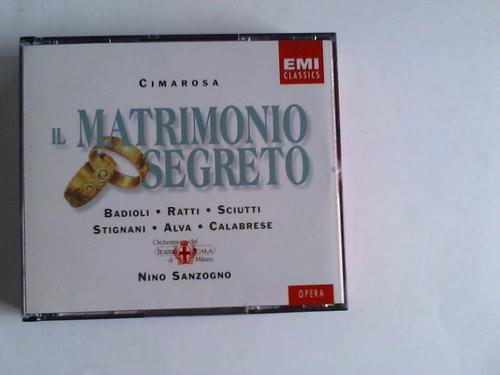 EMI
CLASSICS
CIMAROSA
IL MATRIMONIO
SEGRETO
BADIOLI • RATTI • SCIUTTI
STIGNANI • ALVA • CALABRESE
Orchestra del
TEATRO SCALA
di Milano
NINO SANZOGNO
OPERA